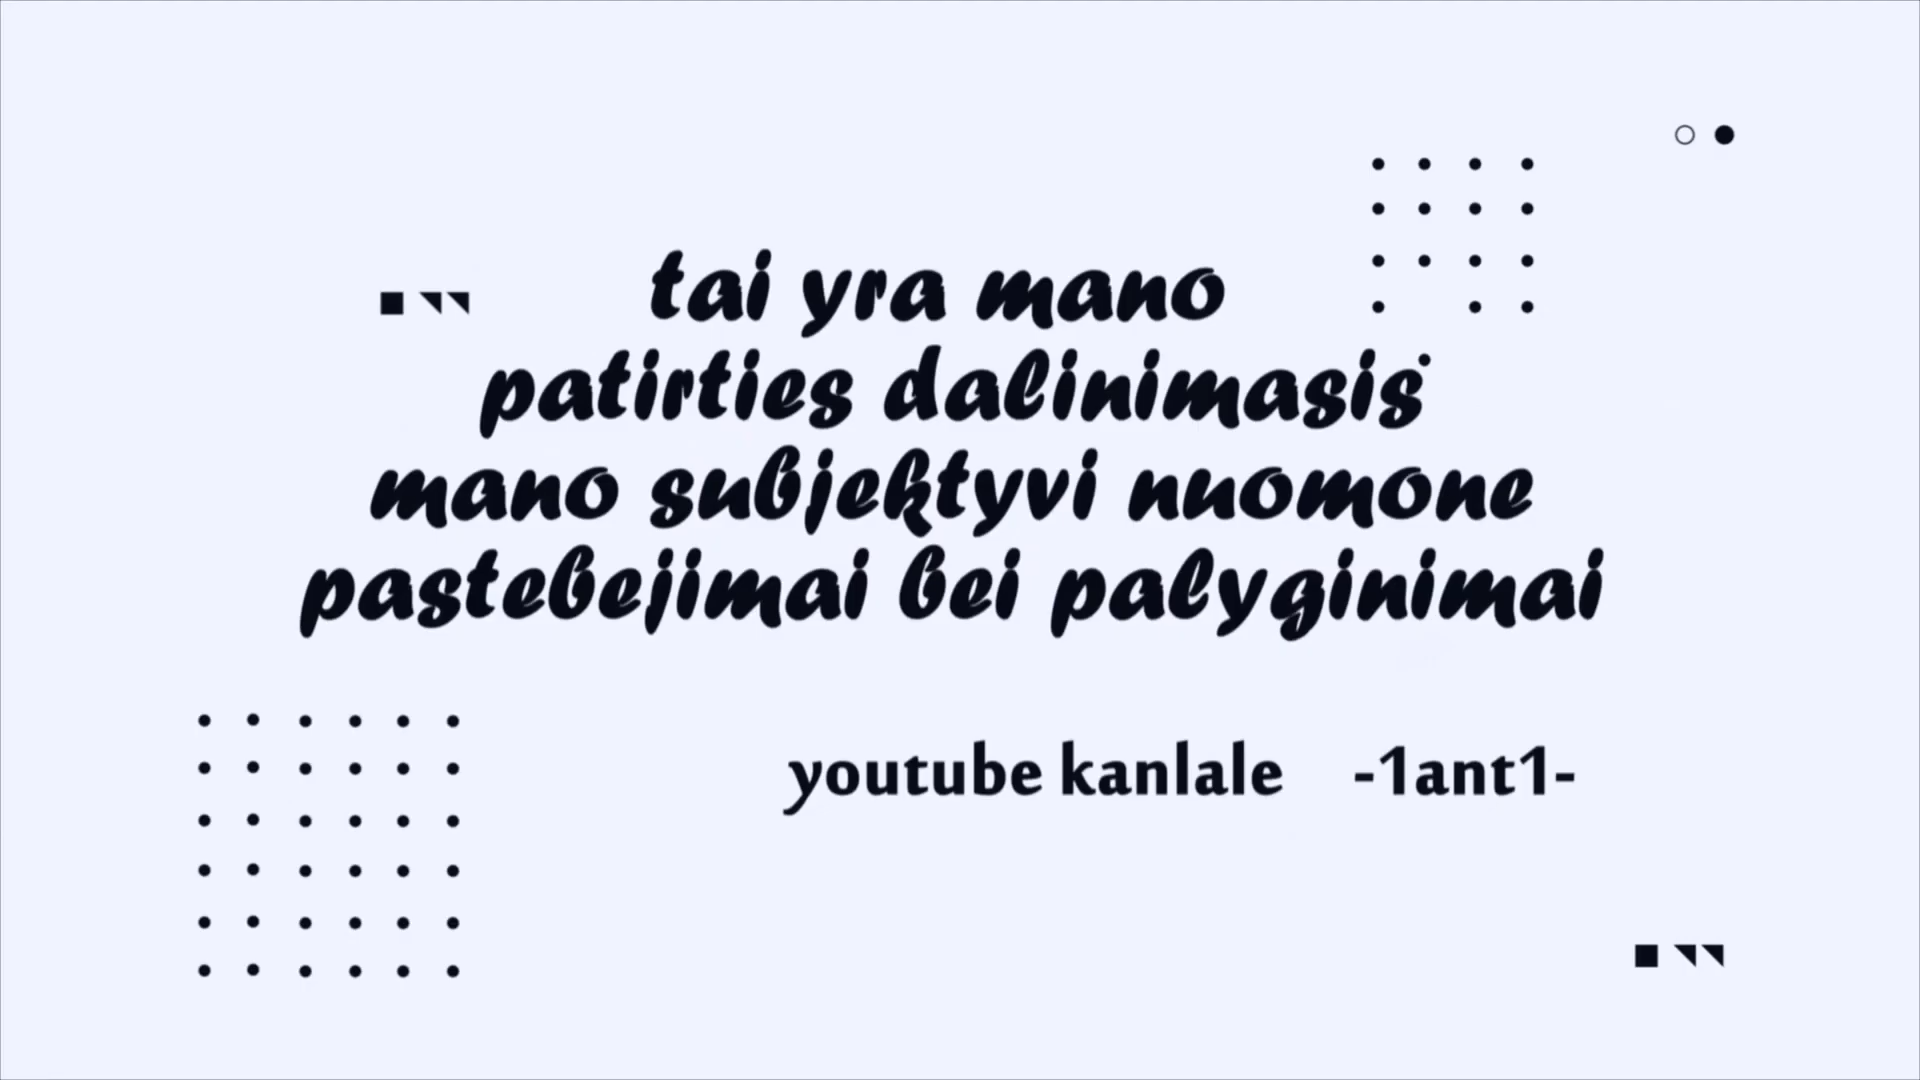 tai yra mano
patirties dalinimasis
mano subjektyvi nuomone
pastebejimai bei palyginimai
youtube kanlale -1ant1-